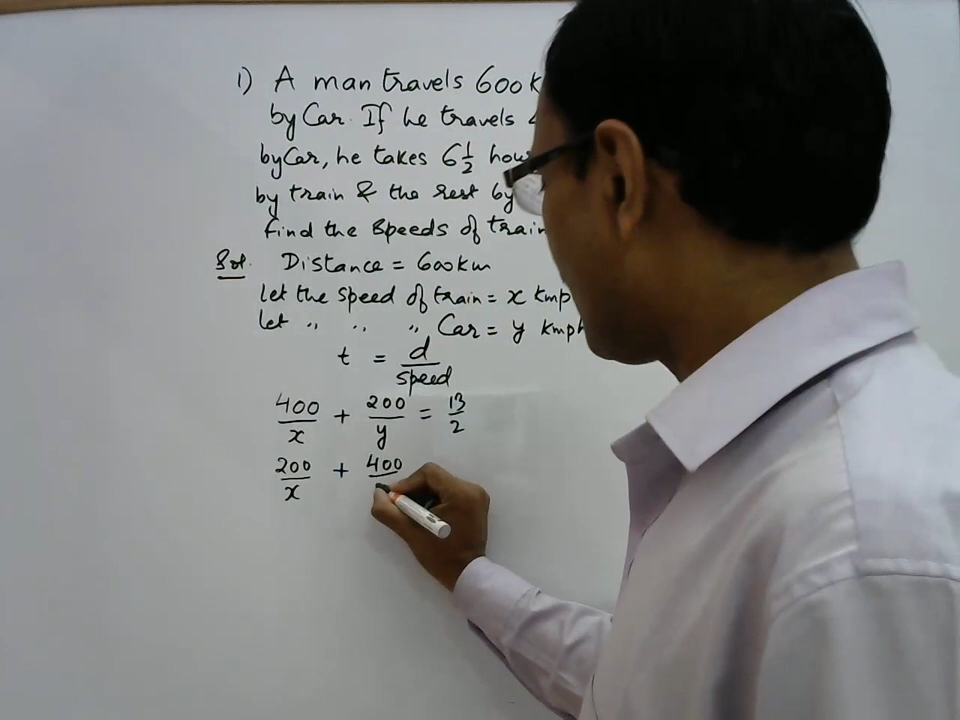 1) A man travels 600 K
by Car. If he travels
by Car, he takes 6 1/2 hou
by train & the rest by
find the speeds of train
Sol. Distance = 600 km
let the speed of train = x Kmp
let " " " Car = y Kmph
t = d/speed
400/x + 200/y = 13/2
200/x + 400